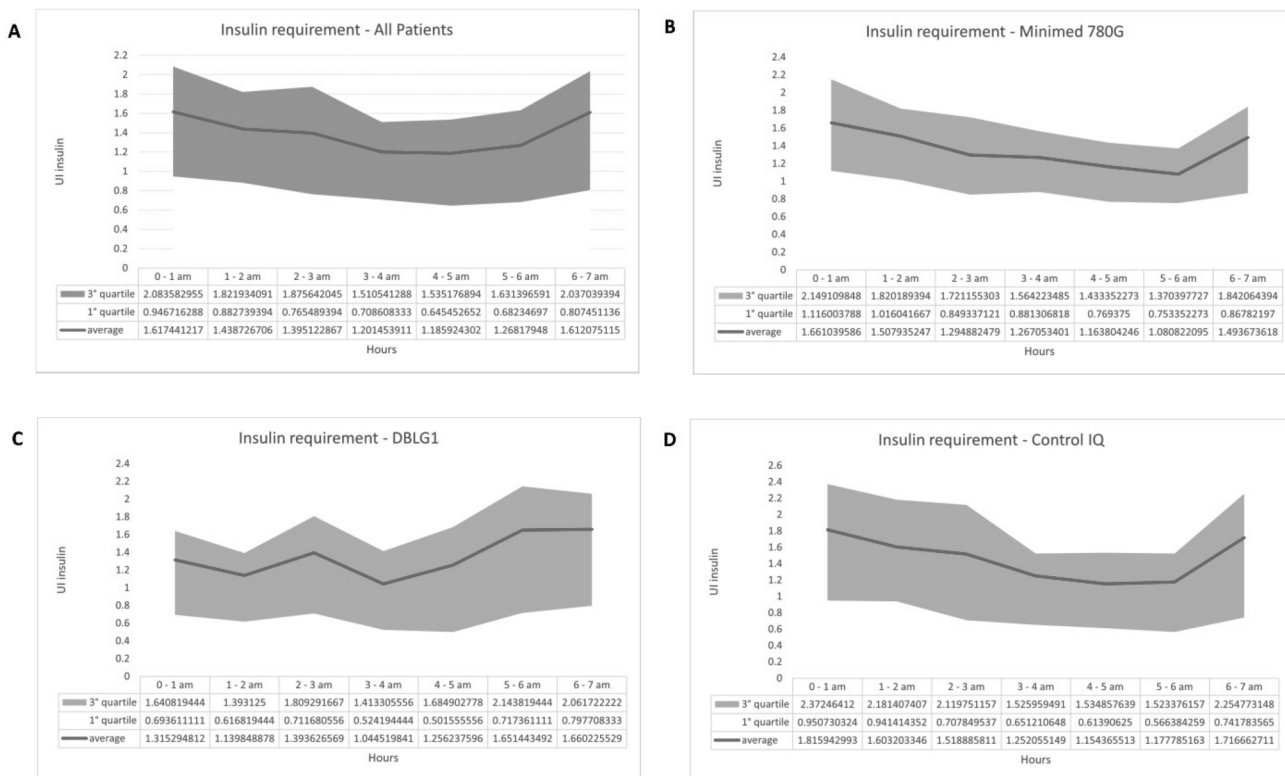 A
Insulin requirement - All Patients
2.2
2
1.8
1.6
1.4
1.2
1
0.8
0.6
0.4
0.2
0
UI insulin
0 - 1 am 1 - 2 am 2 - 3 am 3 - 4 am 4 - 5 am 5 - 6 am 6 - 7 am
3° quartile 2.083582955 1.821934091 1.875642045 1.510541288 1.535176894 1.631396591 2.037039394
1° quartile 0.946716288 0.882739394 0.765489394 0.708608333 0.645452652 0.68234697 0.807451136
average 1.617441217 1.438726706 1.395122867 1.201453911 1.185924302 1.26817948 1.612075115
Hours
B
Insulin requirement - Minimed 780G
2.4
2.2
2
1.8
1.6
1.4
1.2
1
0.8
0.6
0.4
0.2
0
UI insulin
0 - 1 am 1 - 2 am 2 - 3 am 3 - 4 am 4 - 5 am 5 - 6 am 6 - 7 am
3° quartile 2.149109848 1.820189394 1.721155303 1.564223485 1.433352273 1.370397727 1.842064394
1° quartile 1.116003788 1.016041667 0.849337121 0.881306818 0.769375 0.753352273 0.86782197
average 1.661039586 1.507935247 1.294882479 1.267053401 1.163804246 1.080822095 1.493673618
Hours
C
Insulin requirement - DBLG1
2.4
2.2
2
1.8
1.6
1.4
1.2
1
0.8
0.6
0.4
0.2
0
UI insulin
0 - 1 am 1 - 2 am 2 - 3 am 3 - 4 am 4 - 5 am 5 - 6 am 6 - 7 am
3° quartile 1.640819444 1.393125 1.809291667 1.413305556 1.684902778 2.143819444 2.061722222
1° quartile 0.693611111 0.616819444 0.711680556 0.524194444 0.501555556 0.717361111 0.797708333
average 1.315294812 1.139848878 1.393626569 1.044519841 1.256237596 1.651443492 1.660225529
Hours
D
Insulin requirement - Control IQ
2.6
2.4
2.2
2
1.8
1.6
1.4
1.2
1
0.8
0.6
0.4
0.2
0
UI insulin
0 - 1 am 1 - 2 am 2 - 3 am 3 - 4 am 4 - 5 am 5 - 6 am 6 - 7 am
3° quartile 2.37246412 2.181407407 2.119751157 1.525959491 1.534857639 1.523376157 2.254773148
1° quartile 0.950730324 0.941414352 0.707849537 0.651210648 0.61390625 0.566384259 0.741783565
average 1.815942993 1.603203346 1.518885811 1.252055149 1.154365513 1.177785163 1.716662711
Hours